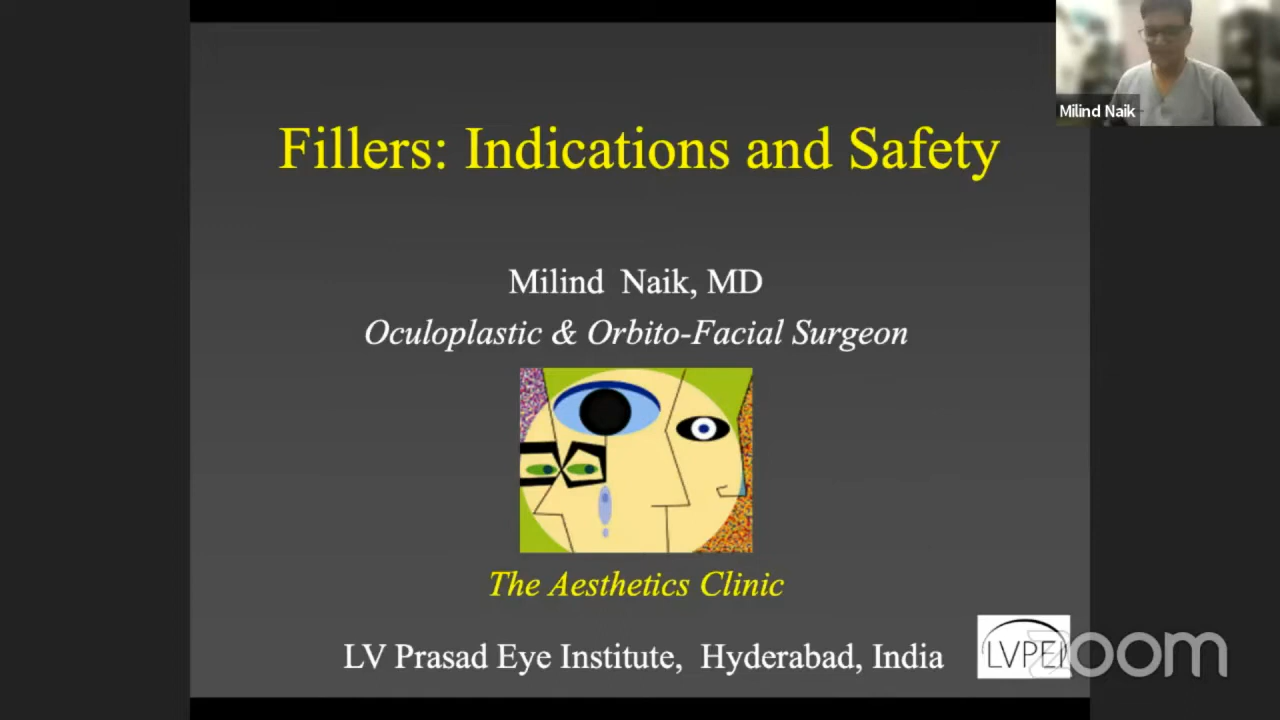 Fillers: Indications and Safety
Milind Naik
Milind Naik, MD
Oculoplastic & Orbito-Facial Surgeon
The Aesthetics Clinic
LV Prasad Eye Institute, Hyderabad, India
LVPEI
zoom